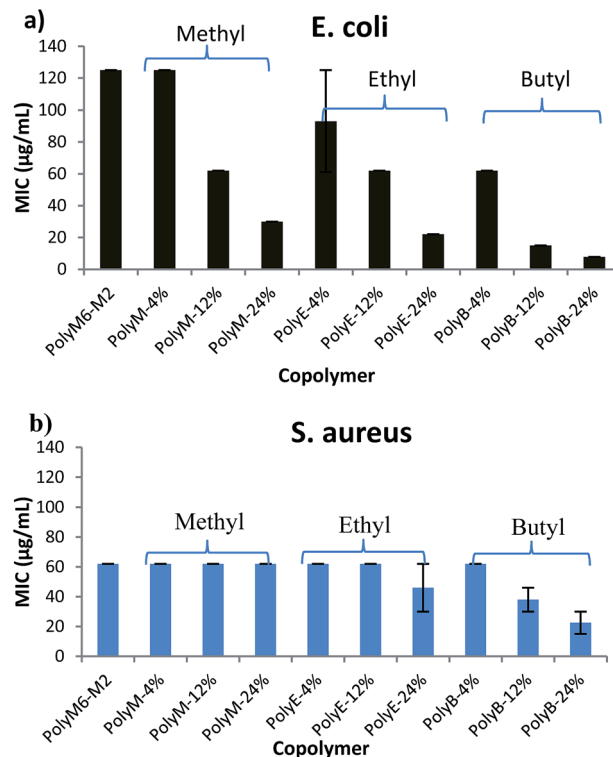 a)
E. coli
Methyl
Ethyl
Butyl
MIC (µg/mL)
140
120
100
80
60
40
20
0
PolyM6-M2
PolyM-4%
PolyM-12%
PolyM-24%
PolyE-4%
PolyE-12%
PolyE-24%
PolyB-4%
PolyB-12%
PolyB-24%
Copolymer
b)
S. aureus
Methyl
Ethyl
Butyl
MIC (µg/mL)
140
120
100
80
60
40
20
0
PolyM6-M2
PolyM-4%
PolyM-12%
PolyM-24%
PolyE-4%
PolyE-12%
PolyE-24%
PolyB-4%
PolyB-12%
PolyB-24%
Copolymer